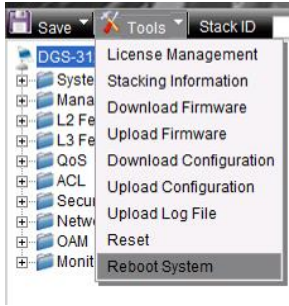 Save Tools Stack ID
DGS-31
License Management
Syste
Stacking Information
Mana
Download Firmware
L2 Fe
Upload Firmware
L3 Fe
QoS
Download Configuration
ACL
Upload Configuration
Secur
Upload Log File
Netwo
OAM
Reset
Monit
Reboot System